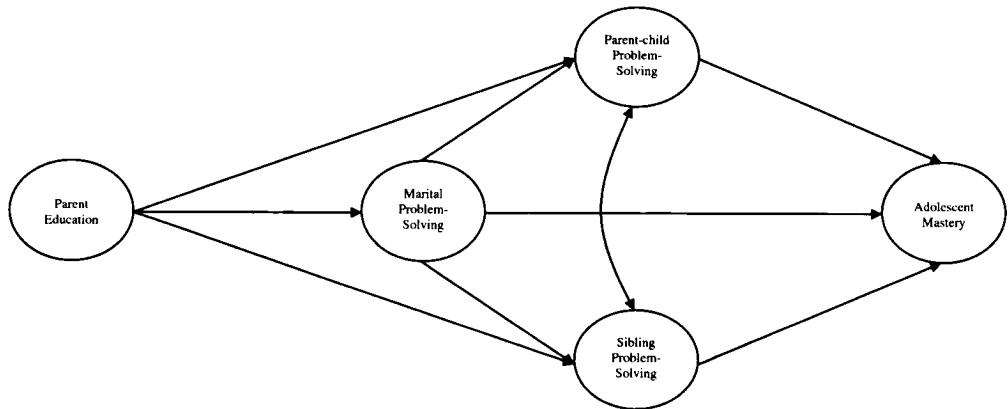 Parent-child
Problem-
Solving
Parent
Education
Marital
Problem-
Solving
Adolescent
Mastery
Sibling
Problem-
Solving